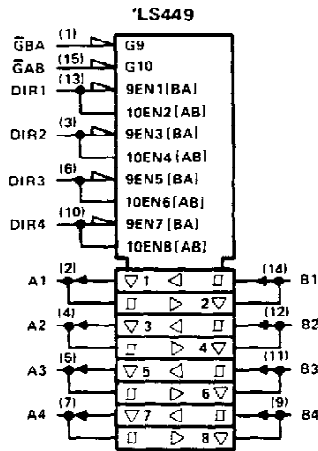 'LS449
G̅BA (1) G9
G̅AB (15) G10
DIR1 (13) 9EN1[BA]
10EN2[AB]
DIR2 (3) 9EN3[BA]
10EN4[AB]
DIR3 (6) 9EN5[BA]
10EN6[AB]
DIR4 (10) 9EN7[BA]
10EN8[AB]
A1 (2) 1 (14) B1
2
A2 (4) 3 (12) B2
4
A3 (5) 5 (11) B3
6
A4 (7) 7 (9) B4
8